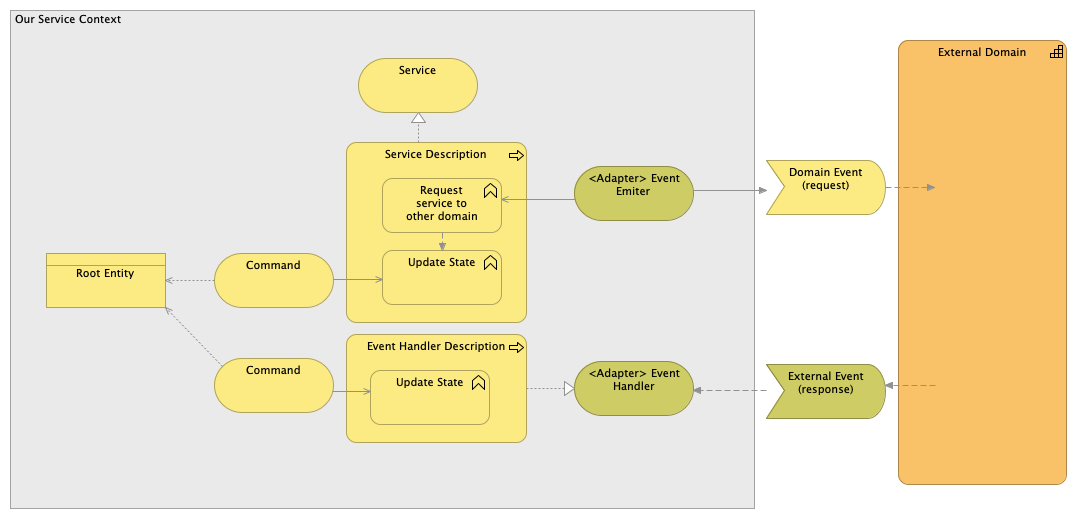 Our Service Context
External Domain
Service
Service Description
Request
service to
other domain
<Adapter> Event
Emiter
Domain Event
(request)
Update State
Command
Root Entity
Event Handler Description
Command
Update State
<Adapter> Event
Handler
External Event
(response)